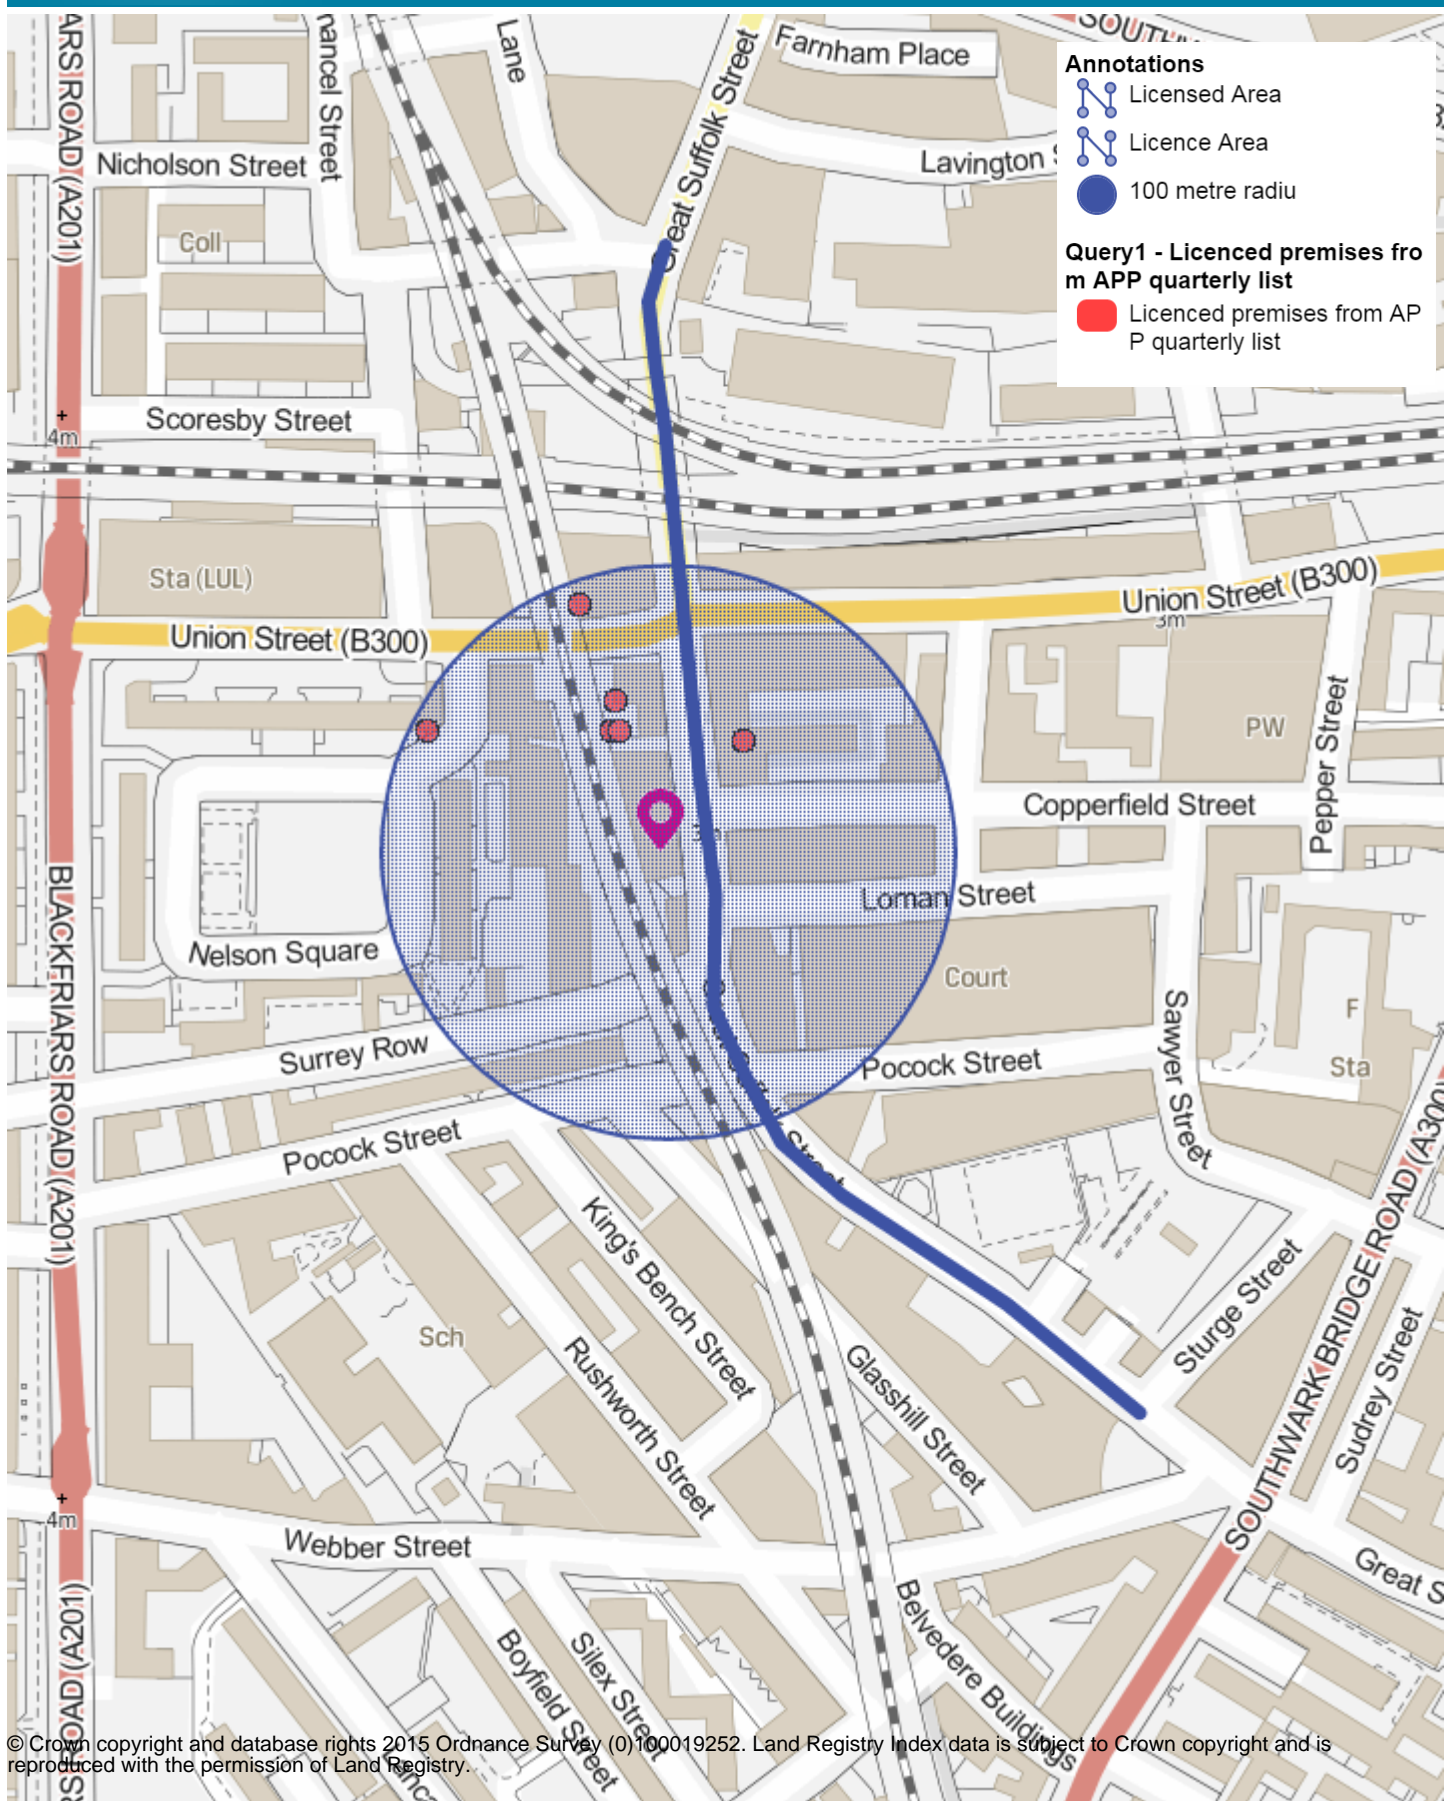 Annotations
Licensed Area
Licence Area
100 metre radiu
Query1 - Licenced premises fro
m APP quarterly list
Licenced premises from AP
P quarterly list
Farnham Place
Lane
Great Suffolk Street
Lavington
Nicholson Street
ROAD (A201)
Coll
Scoresby Street
4m
Sta (LUL)
Union Street (B300)
Union Street (B300)
3m
PW
Pepper Street
Copperfield Street
Loman Street
Nelson Square
BLACKFRIARS ROAD (A201)
Court
Sawyer Street
F
Sta
Surrey Row
Pocock Street
Pocock Street
Street
King's Bench Street
Sch
Rushworth Street
Glasshill Street
Sturge Street
SOUTHWARK BRIDGE ROAD (A300)
Sudrey Street
4m
Webber Street
Great S
Belvedere Buildings
Boyfield Street
Silex Street
ROAD (A201)
© Crown copyright and database rights 2015 Ordnance Survey (0)100019252. Land Registry Index data is subject to Crown copyright and is
reproduced with the permission of Land Registry.